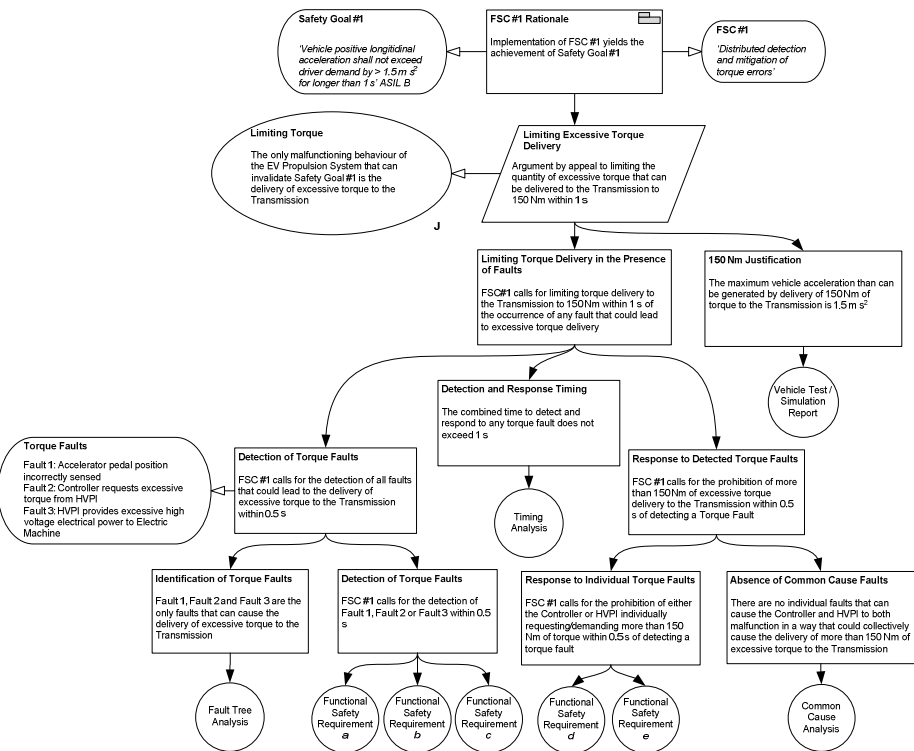 Safety Goal #1
'Vehicle positive longitidinal
acceleration shall not exceed
driver demand by > 1.5 m s2
for longer than 1 s' ASIL B
FSC #1 Rationale
Implementation of FSC #1 yields the
achievement of Safety Goal #1
FSC #1
'Distributed detection
and mitigation of
torque errors'
Limiting Torque
The only malfunctioning behaviour of
the EV Propulsion System that can
invalidate Safety Goal #1 is the
delivery of excessive torque to the
Transmission
J
Limiting Excessive Torque
Delivery
Argument by appeal to limiting the
quantity of excessive torque that can
be delivered to the Transmission to
150 Nm within 1 s
Limiting Torque Delivery in the Presence
of Faults
FSC#1 calls for limiting torque delivery to
the Transmission to 150 Nm within 1 s of
the occurrence of any fault that could lead
to excessive torque delivery
150 Nm Justification
The maximum vehicle acceleration than can
be generated by delivery of 150 Nm of
torque to the Transmission is 1.5 m s2
Vehicle Test /
Simulation
Report
Detection and Response Timing
The combined time to detect and
respond to any torque fault does not
exceed 1 s
Timing
Analysis
Torque Faults
Fault 1: Accelerator pedal position
incorrectly sensed
Fault 2: Controller requests excessive
torque from HVPI
Fault 3: HVPI provides excessive high
voltage electrical power to Electric
Machine
Detection of Torque Faults
FSC #1 calls for the detection of all faults
that could lead to the delivery of
excessive torque to the Transmission
within 0.5 s
Response to Detected Torque Faults
FSC #1 calls for the prohibition of more
than 150 Nm of excessive torque
delivery to the Transmission within 0.5
s of detecting a Torque Fault
Identification of Torque Faults
Fault 1, Fault 2 and Fault 3 are the
only faults that can cause the
delivery of excessive torque to the
Transmission
Fault Tree
Analysis
Detection of Torque Faults
FSC #1 calls for the detection of
Fault 1, Fault 2 or Fault 3 within 0.5
s
Functional
Safety
Requirement
a
Functional
Safety
Requirement
b
Functional
Safety
Requirement
c
Response to Individual Torque Faults
FSC #1 calls for the prohibition of either
the Controller or HVPI individually
requesting/demanding more than 150
Nm of torque within 0.5 s of detecting a
torque fault
Functional
Safety
Requirement
d
Functional
Safety
Requirement
e
Absence of Common Cause Faults
There are no individual faults that can
cause the Controller and HVPI to both
malfunction in a way that could collectively
cause the delivery of more than 150 Nm of
excessive torque to the Transmission
Common
Cause
Analysis